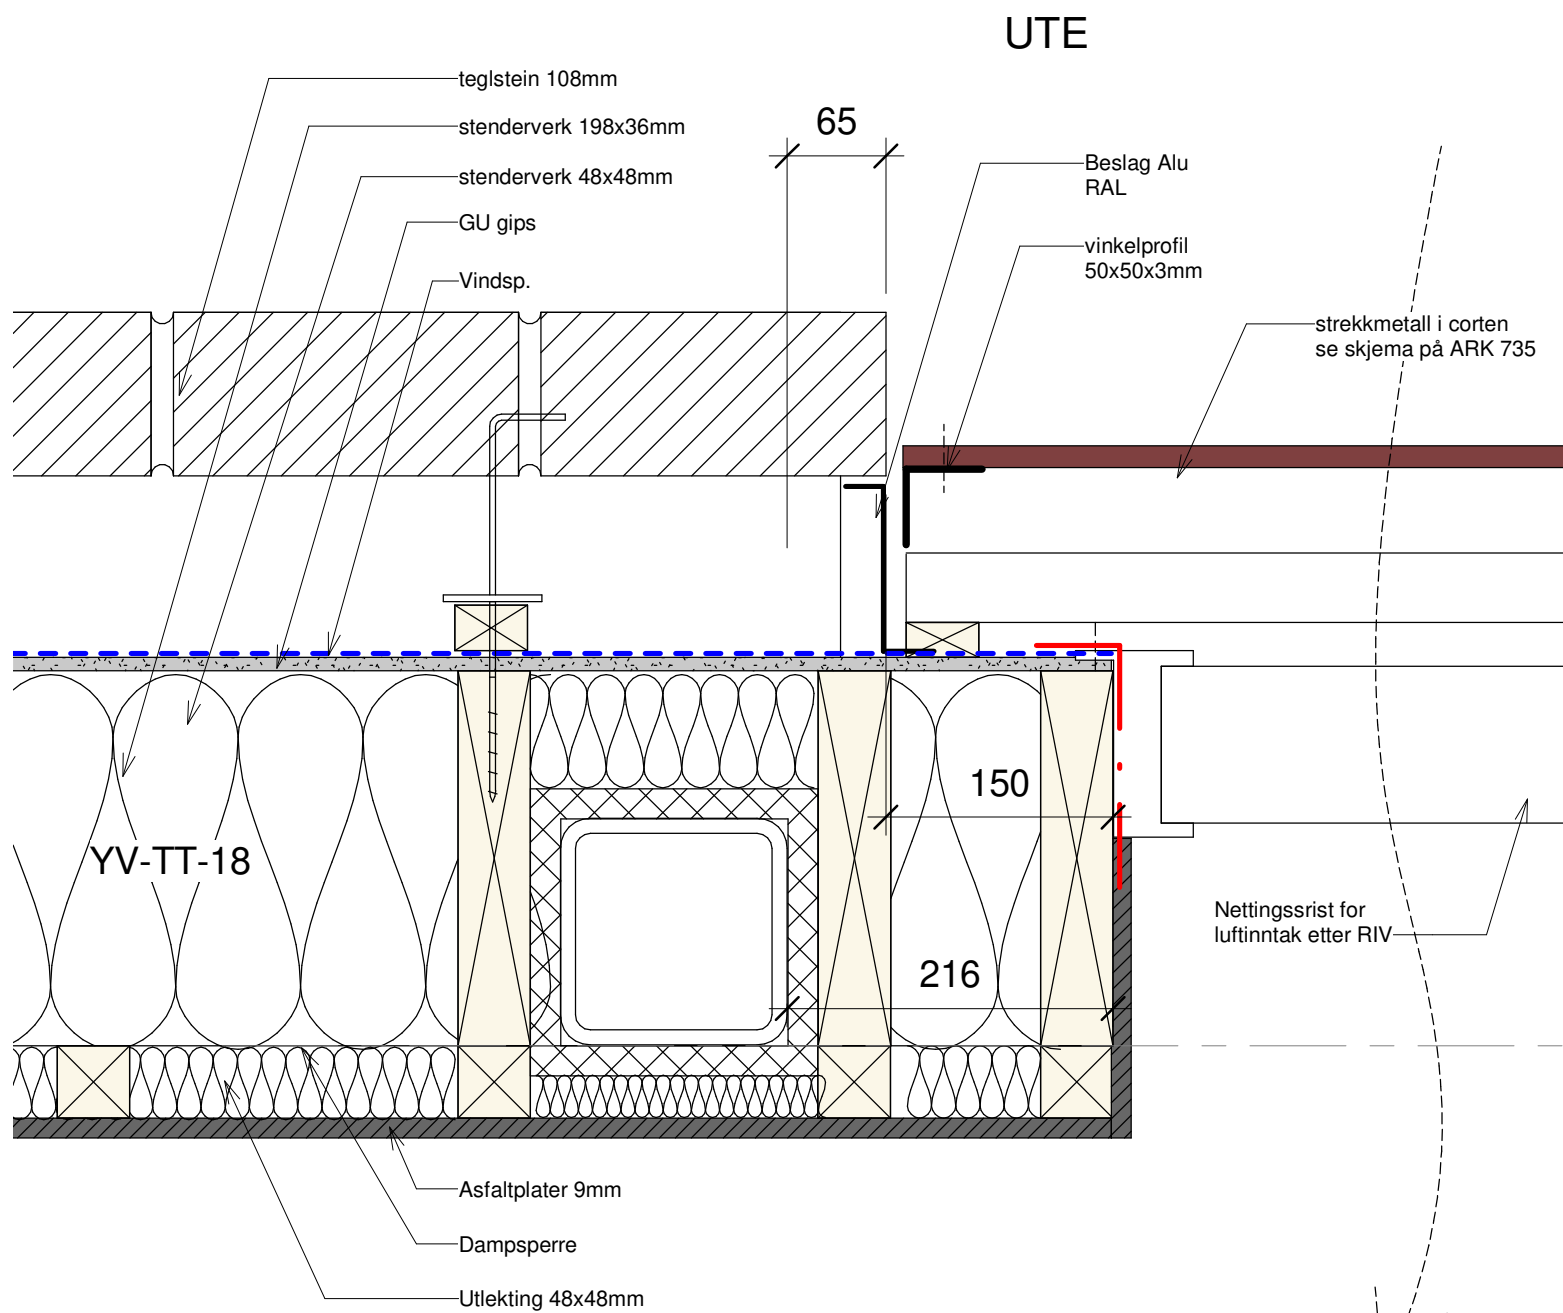 UTE
teglstein 108mm
stenderverk 198x36mm
stenderverk 48x48mm
GU gips
Vindsp.
65
Beslag Alu
RAL
vinkelprofil
50x50x3mm
strekkmetall i corten
se skjema på ARK 735
150
YV-TT-18
216
Nettingssrist for
luftinntak etter RIV
Asfaltplater 9mm
Dampsperre
Utlekting 48x48mm